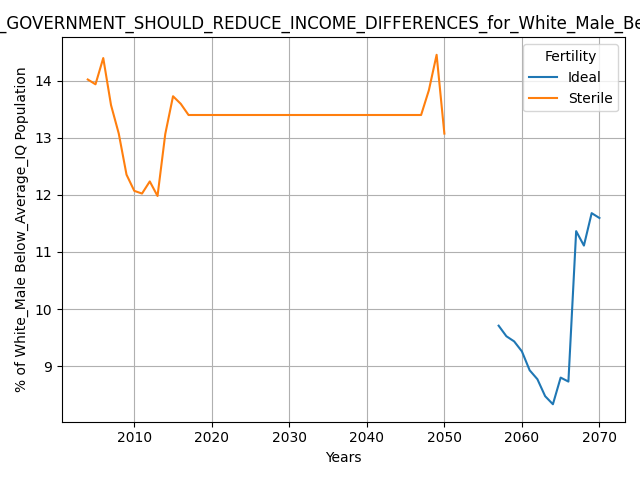 _GOVERNMENT_SHOULD_REDUCE_INCOME_DIFFERENCES_for_White_Male_Be
Fertility
Ideal
Sterile
% of White_Male Below_Average_IQ Population
14
13
12
11
10
9
2010 2020 2030 2040 2050 2060 2070
Years